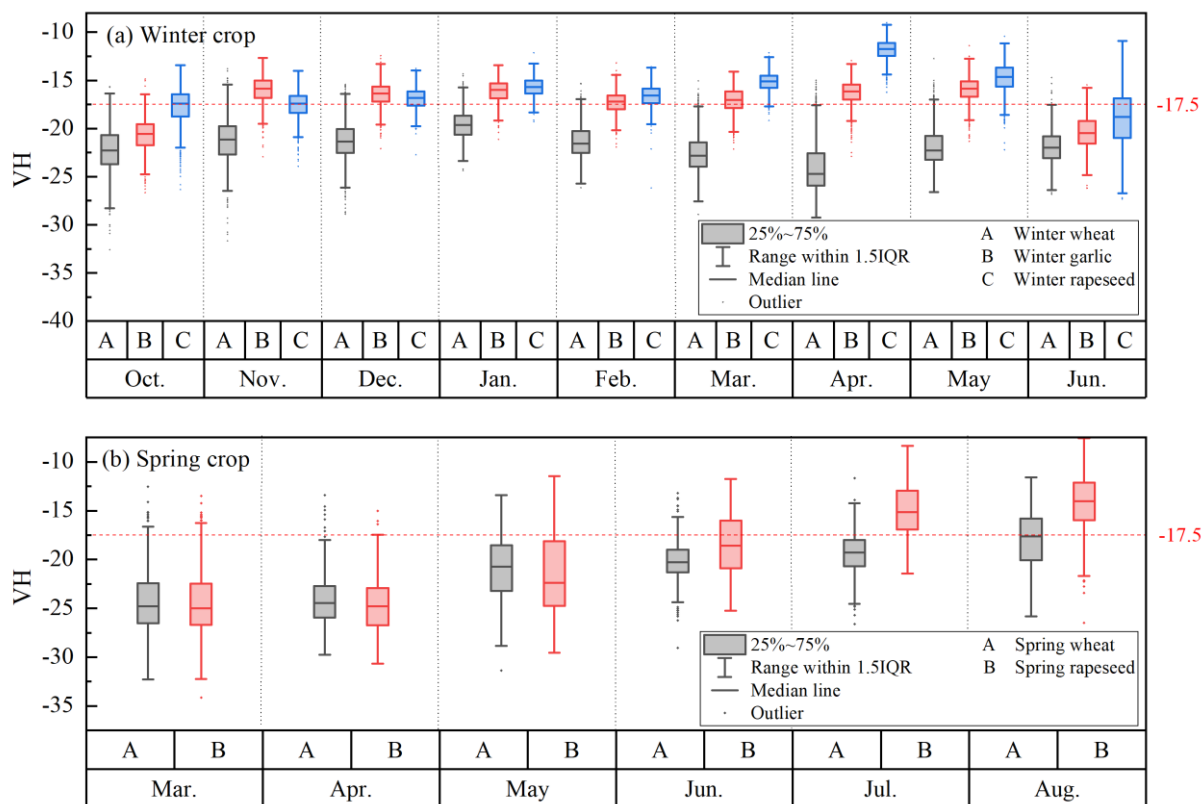 (a) Winter crop
VH
-10
-15
-20
-25
-30
-35
-40
-17.5
25%~75%
Range within 1.5IQR
Median line
Outlier
A Winter wheat
B Winter garlic
C Winter rapeseed
A B C A B C A B C A B C A B C A B C A B C A B C A B C
Oct. Nov. Dec. Jan. Feb. Mar. Apr. May Jun.
(b) Spring crop
VH
-10
-15
-20
-25
-30
-35
-17.5
25%~75%
Range within 1.5IQR
Median line
Outlier
A Spring wheat
B Spring rapeseed
A B A B A B A B A B A B
Mar. Apr. May Jun. Jul. Aug.